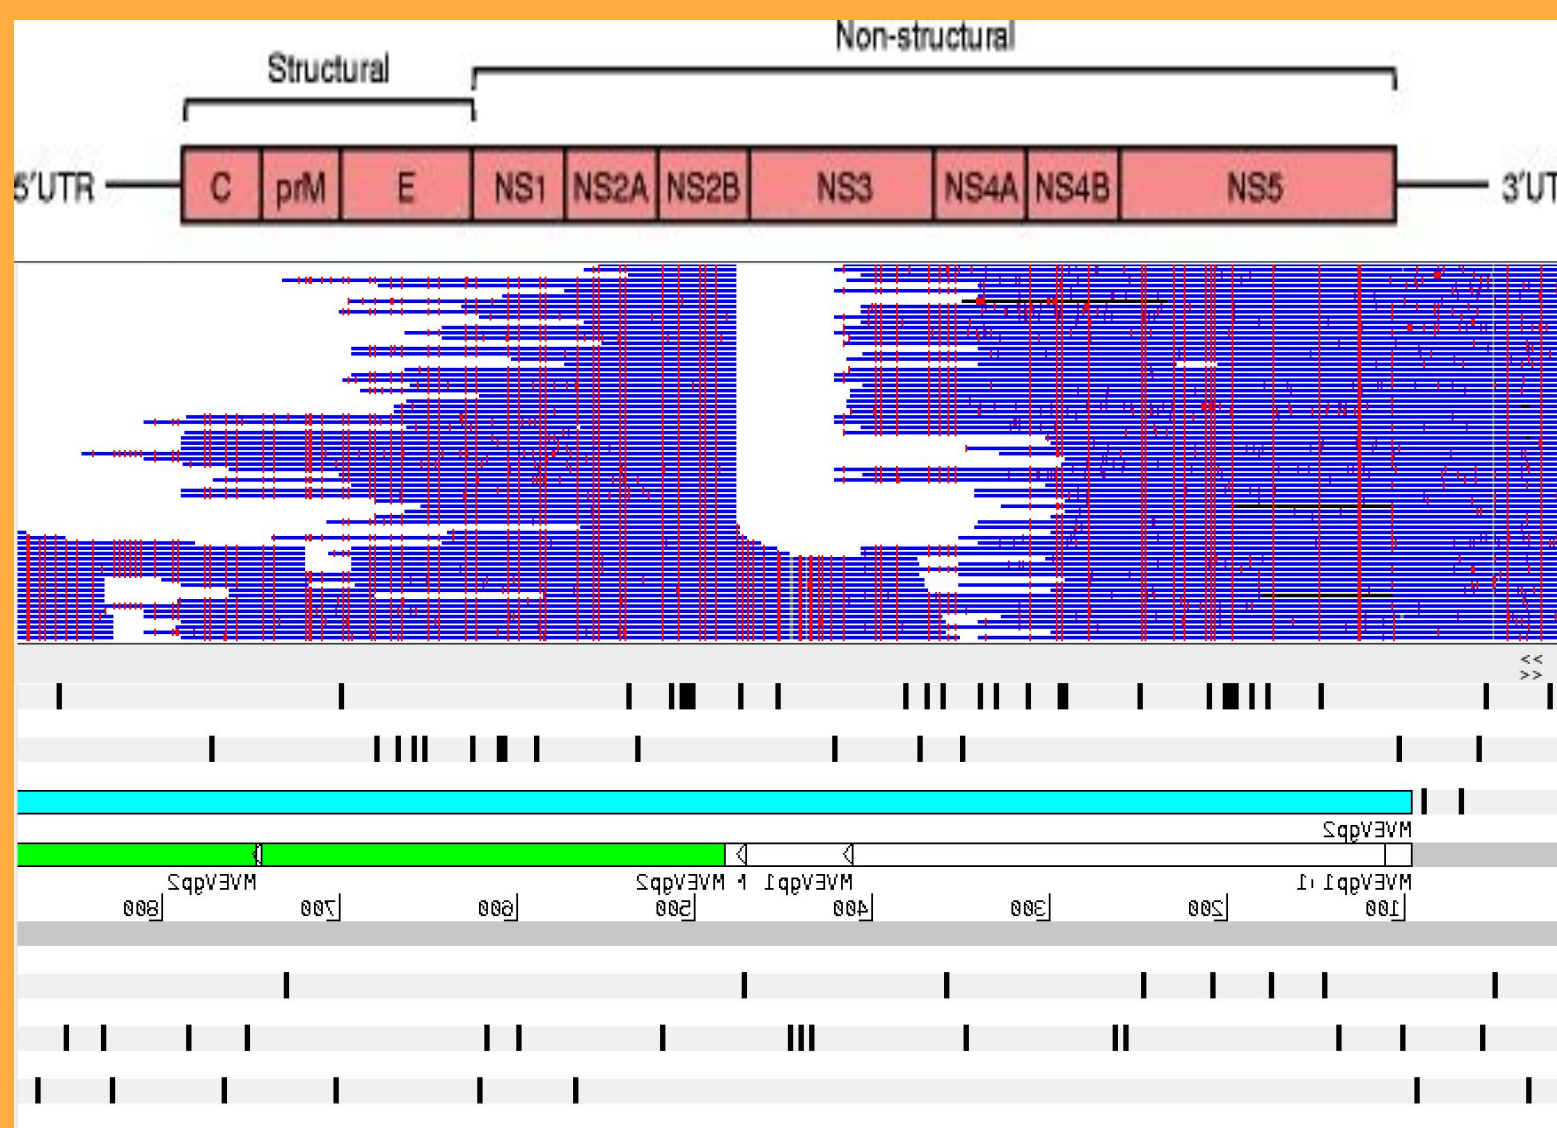 Non-structural
Structural
5'UTR C prM E NS1 NS2A NS2B NS3 NS4A NS4B NS5 3'UT
<<
>>
MVEVgp2
MVEVgp2 MVEVgp2 MVEVgp1 MVEVgp1
800 700 600 500 400 300 200 100